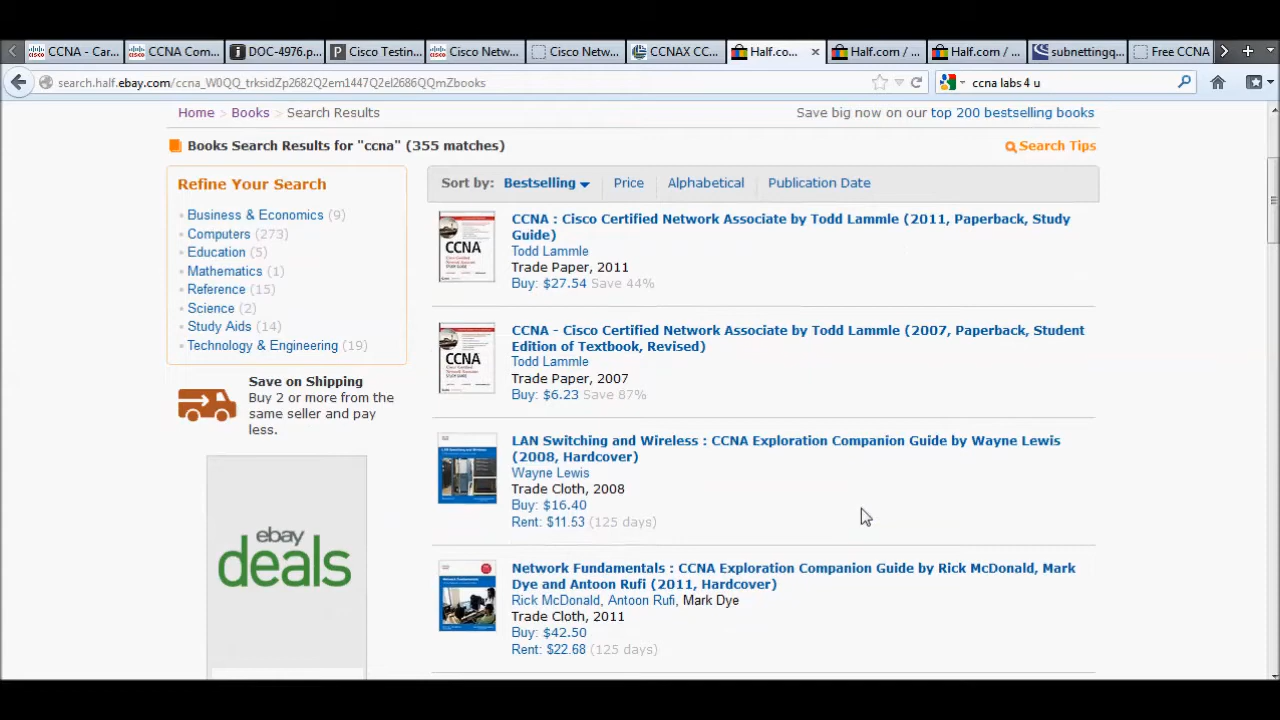 CCNA - Car...
CCNA Com...
DOC-4976.p...
Cisco Testin...
Cisco Netw...
Cisco Netw...
CCNAX CC...
Half.co...
Half.com / ...
Half.com / ...
subnettingq...
Free CCNA
search.half.ebay.com/ccna_W0QQ_trksidZp2682Q2em1447Q2el2686QQmZbooks
ccna labs 4 u
Home > Books > Search Results
Save big now on our top 200 bestselling books
Books Search Results for "ccna" (355 matches)
Search Tips
Refine Your Search
Business & Economics (9)
Computers (273)
Education (5)
Mathematics (1)
Reference (15)
Science (2)
Study Aids (14)
Technology & Engineering (19)
Save on Shipping
Buy 2 or more from the
same seller and pay
less.
ebay
deals
Sort by: Bestselling Price Alphabetical Publication Date
CCNA
CCNA : Cisco Certified Network Associate by Todd Lammle (2011, Paperback, Study
Guide)
Todd Lammle
Trade Paper, 2011
Buy: $27.54 Save 44%
CCNA
CCNA - Cisco Certified Network Associate by Todd Lammle (2007, Paperback, Student
Edition of Textbook, Revised)
Todd Lammle
Trade Paper, 2007
Buy: $6.23 Save 87%
LAN Switching and Wireless : CCNA Exploration Companion Guide by Wayne Lewis
(2008, Hardcover)
Wayne Lewis
Trade Cloth, 2008
Buy: $16.40
Rent: $11.53 (125 days)
Network Fundamentals : CCNA Exploration Companion Guide by Rick McDonald, Mark
Dye and Antoon Rufi (2011, Hardcover)
Rick McDonald, Antoon Rufi, Mark Dye
Trade Cloth, 2011
Buy: $42.50
Rent: $22.68 (125 days)